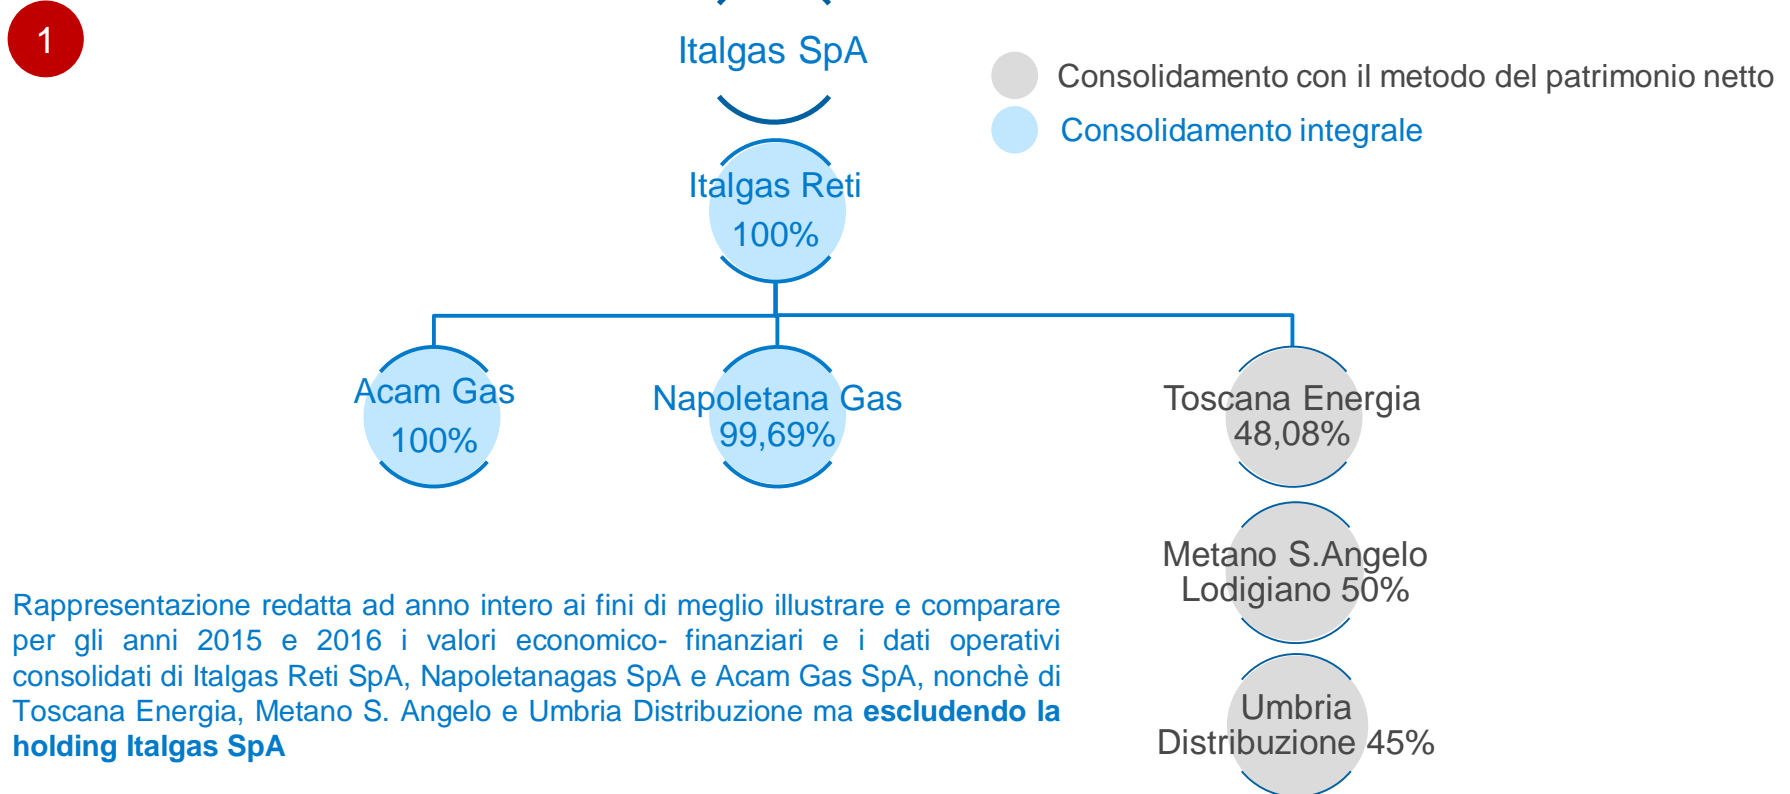 1
Italgas SpA
Consolidamento con il metodo del patrimonio netto
Consolidamento integrale
Italgas Reti
100%
Acam Gas
100%
Napoletana Gas
99,69%
Toscana Energia
48,08%
Metano S.Angelo
Lodigiano 50%
Umbria
Distribuzione 45%
Rappresentazione redatta ad anno intero ai fini di meglio illustrare e comparare
per gli anni 2015 e 2016 i valori economico- finanziari e i dati operativi
consolidati di Italgas Reti SpA, Napoletanagas SpA e Acam Gas SpA, nonchè di
Toscana Energia, Metano S. Angelo e Umbria Distribuzione ma escludendo la
holding Italgas SpA